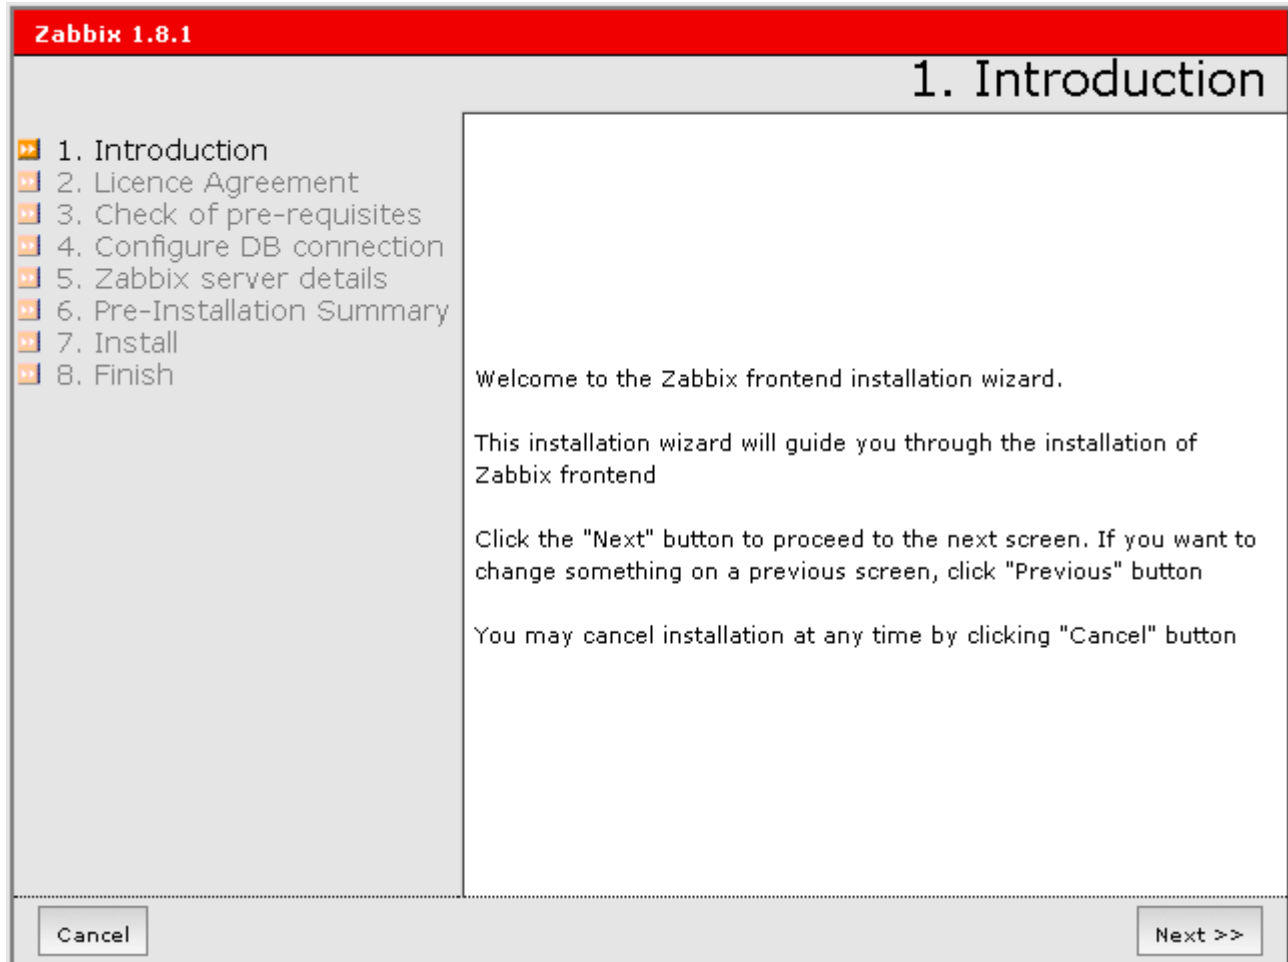 Zabbix 1.8.1
1. Introduction
1. Introduction
2. Licence Agreement
3. Check of pre-requisites
4. Configure DB connection
5. Zabbix server details
6. Pre-Installation Summary
7. Install
8. Finish
Welcome to the Zabbix frontend installation wizard.
This installation wizard will guide you through the installation of
Zabbix frontend
Click the "Next" button to proceed to the next screen. If you want to
change something on a previous screen, click "Previous" button
You may cancel installation at any time by clicking "Cancel" button
Cancel
Next >>